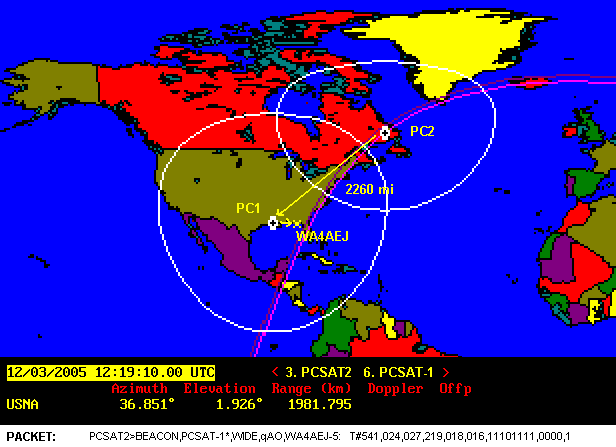 PC2
2260 mi
PC1
WA4AEJ
12/03/2005 12:19:10.00 UTC < 3. PCSAT2 6. PCSAT-1 >
Azimuth Elevation Range (km) Doppler Offp
USNA 36.851° 1.926° 1981.795
PACKET: PCSAT2>BEACON,PCSAT-1*,WIDE,qAO,WA4AEJ-5: T#541,024,027,219,018,016,11101111,0000,1